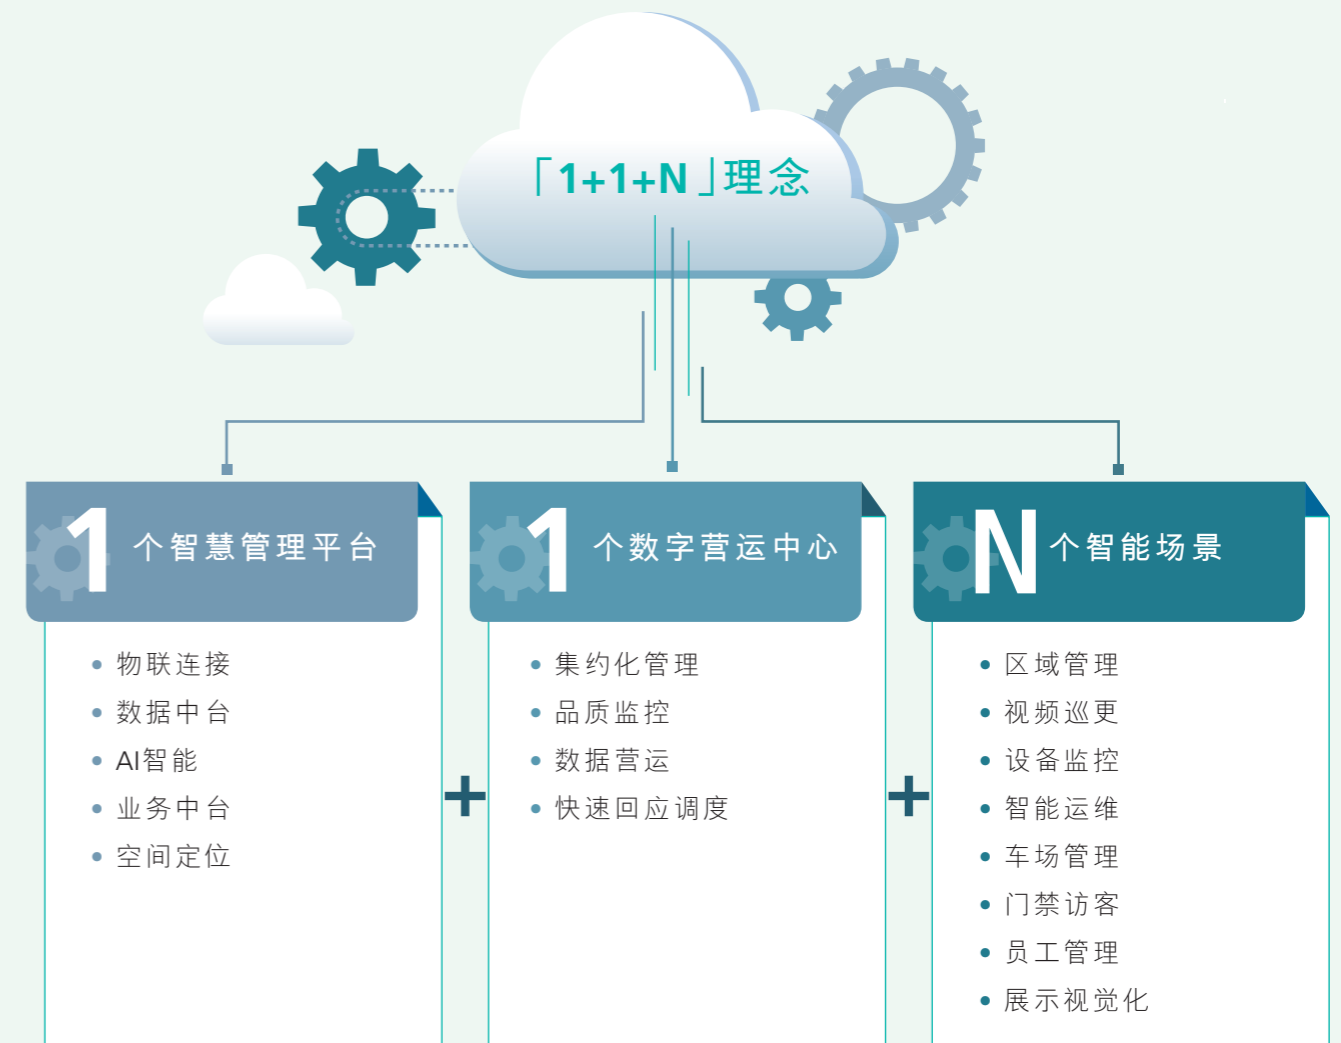 「1+1+N」理念
1个智慧管理平台
物联连接
数据中台
AI智能
业务中台
空间定位
+
1个数字营运中心
集约化管理
品质监控
数据营运
快速回应调度
+
N个智能场景
区域管理
视频巡更
设备监控
智能运维
车场管理
门禁访客
员工管理
展示视觉化